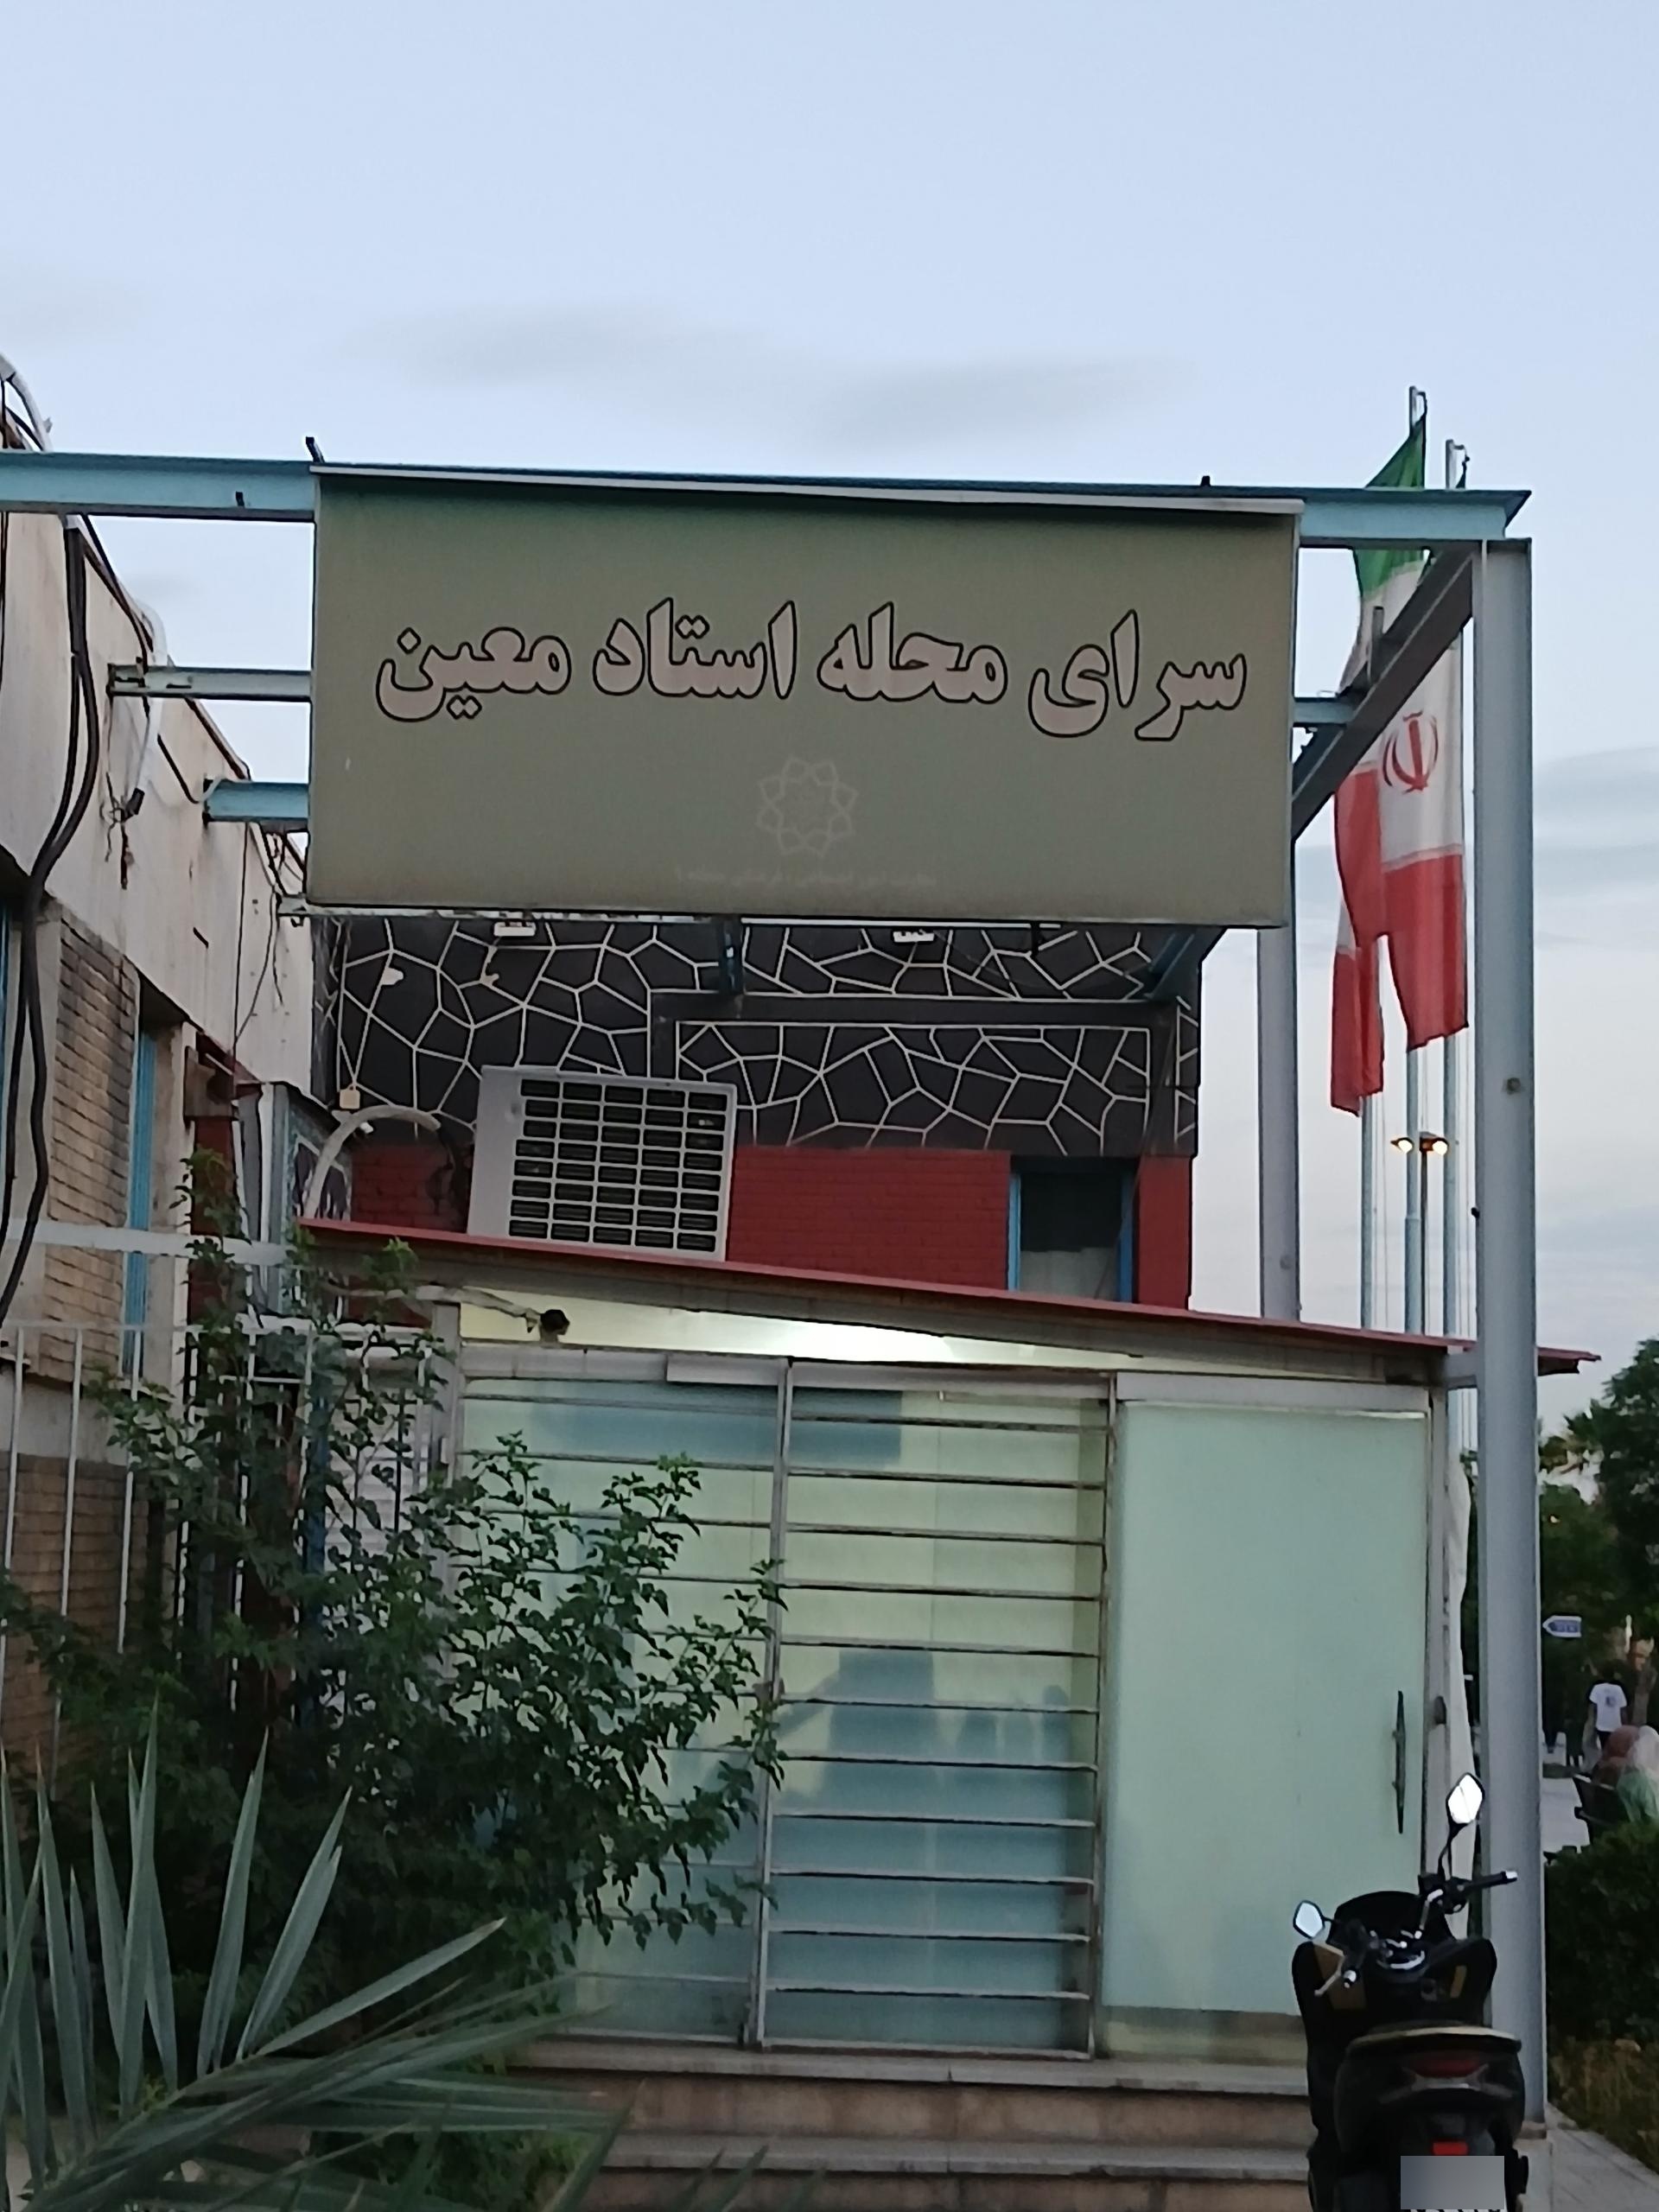 سرای محله استاد معین